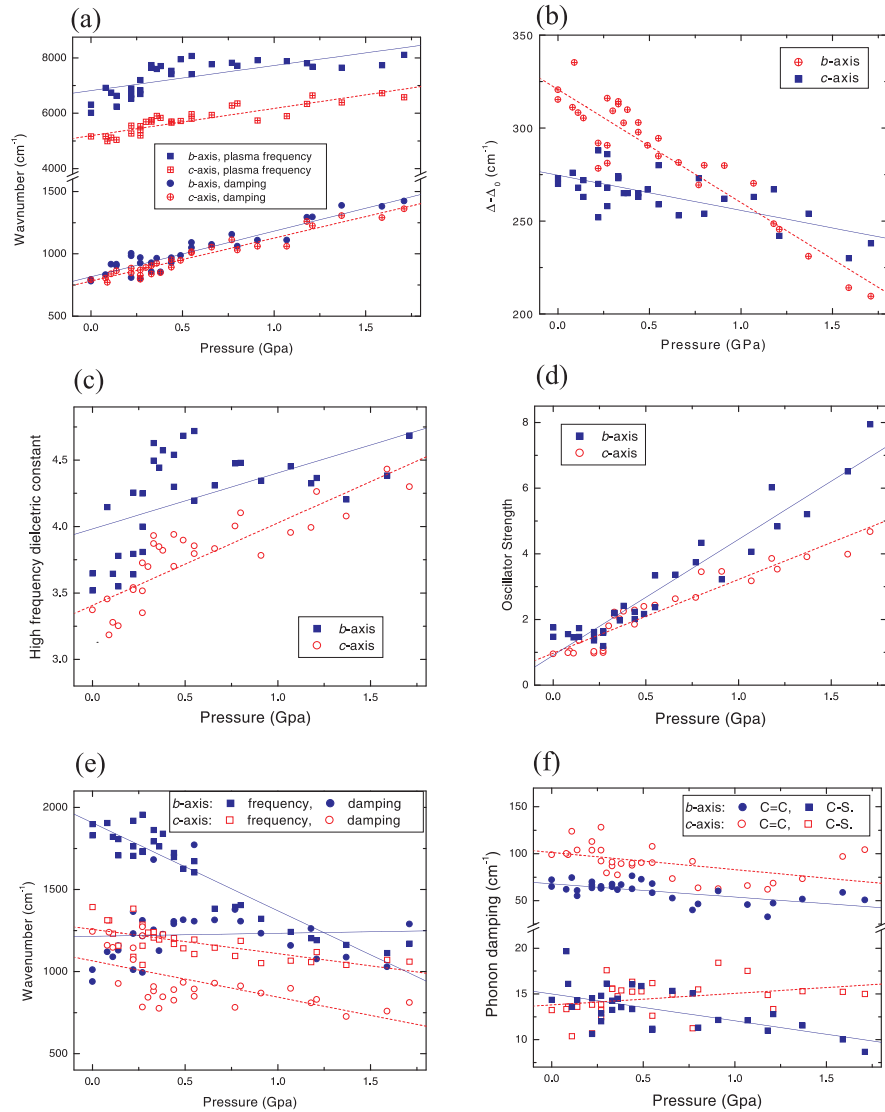 (a)
8000
6000
5000
1500
1000
500
Wavnumber (cm⁻¹)
b-axis, plasma frequency
c-axis, plasma frequency
b-axis, damping
c-axis, damping
0.0 0.5 1.0 1.5
Pressure (Gpa)
(b)
350
300
250
200
Δ-Δ₀ (cm⁻¹)
b-axis
c-axis
0.0 0.5 1.0 1.5
Pressure (GPa)
(c)
4.5
4.0
3.5
3.0
High frequency dielcetric constant
b-axis
c-axis
0.0 0.5 1.0 1.5
Pressure (Gpa)
(d)
8
6
4
2
0
Oscillator Strength
b-axis
c-axis
0.0 0.5 1.0 1.5
Pressure (Gpa)
(e)
2000
1500
1000
500
Wavenumber (cm⁻¹)
b-axis: frequency, damping
c-axis: frequency, damping
0.0 0.5 1.0 1.5
Pressure (Gpa)
(f)
150
100
50
15
10
Phonon damping (cm⁻¹)
b-axis: C=C, C-S.
c-axis: C=C, C-S.
0.0 0.5 1.0 1.5
Pressure (Gpa)